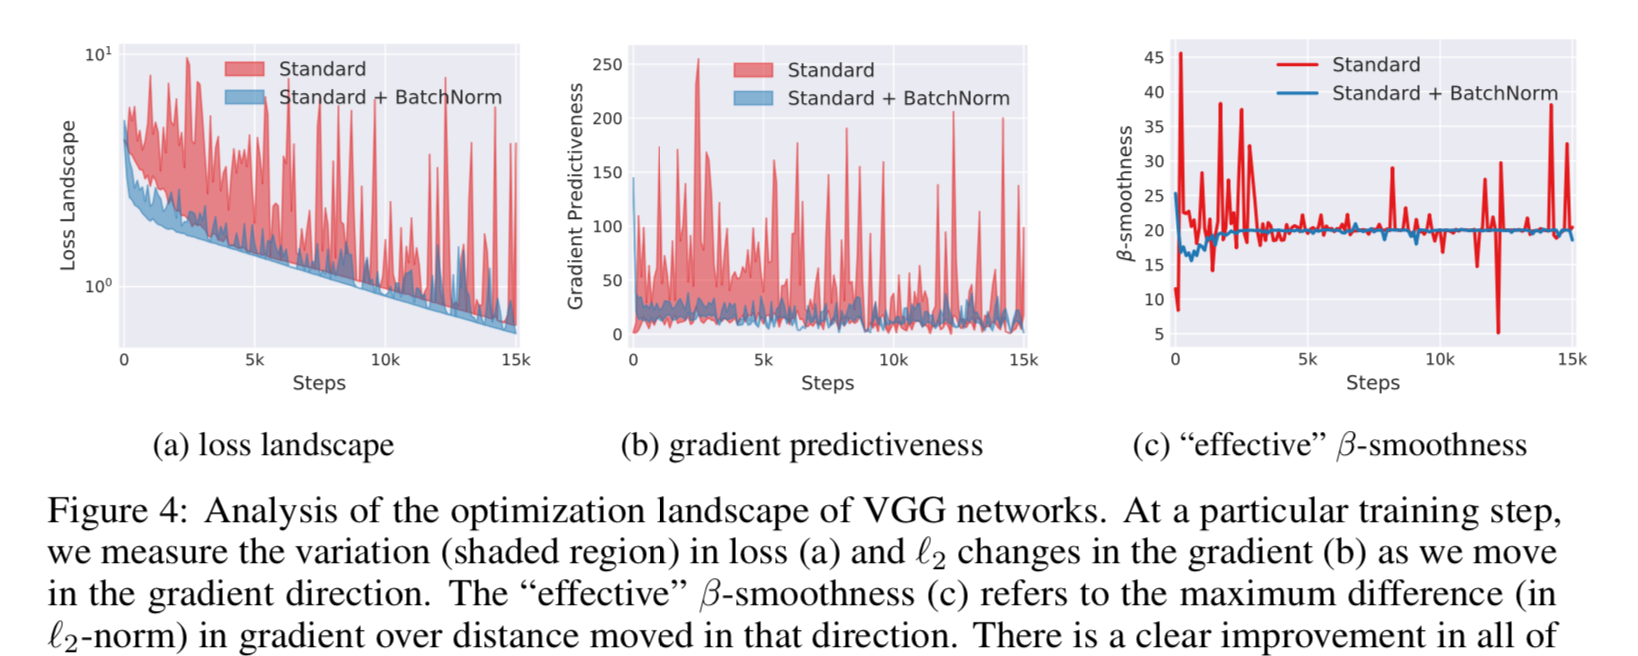 10¹
10⁰
Loss Landscape
Standard
Standard + BatchNorm
0 5k 10k 15k
Steps
(a) loss landscape
250
200
150
100
50
0
Gradient Predictiveness
Standard
Standard + BatchNorm
0 5k 10k 15k
Steps
(b) gradient predictiveness
45
40
35
30
25
20
15
10
5
β-smoothness
Standard
Standard + BatchNorm
0 5k 10k 15k
Steps
(c) “effective” β-smoothness
Figure 4: Analysis of the optimization landscape of VGG networks. At a particular training step,
we measure the variation (shaded region) in loss (a) and ℓ₂ changes in the gradient (b) as we move
in the gradient direction. The “effective” β-smoothness (c) refers to the maximum difference (in
ℓ₂-norm) in gradient over distance moved in that direction. There is a clear improvement in all of